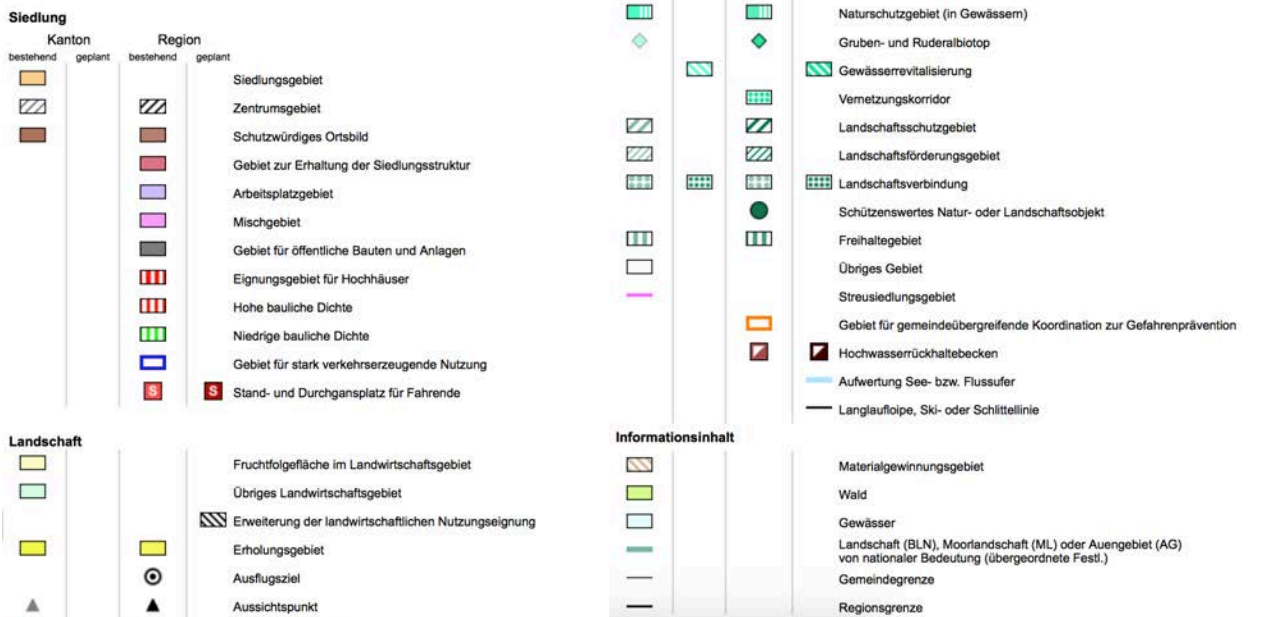 Siedlung
Kanton Region
bestehend geplant bestehend geplant
Siedlungsgebiet
Zentrumsgebiet
Schutzwürdiges Ortsbild
Gebiet zur Erhaltung der Siedlungsstruktur
Arbeitsplatzgebiet
Mischgebiet
Gebiet für öffentliche Bauten und Anlagen
Eignungsgebiet für Hochhäuser
Hohe bauliche Dichte
Niedrige bauliche Dichte
Gebiet für stark verkehrserzeugende Nutzung
S S Stand- und Durchgansplatz für Fahrende
Landschaft
Fruchtfolgefläche im Landwirtschaftsgebiet
Übriges Landwirtschaftsgebiet
Erweiterung der landwirtschaftlichen Nutzungseignung
Erholungsgebiet
Ausflugsziel
Aussichtspunkt
Naturschutzgebiet (in Gewässern)
Gruben- und Ruderalbiotop
Gewässerrevitalisierung
Vernetzungskorridor
Landschaftsschutzgebiet
Landschaftsförderungsgebiet
Landschaftsverbindung
Schützenswertes Natur- oder Landschaftsobjekt
Freihaltegebiet
Übriges Gebiet
Streusiedlungsgebiet
Gebiet für gemeindeübergreifende Koordination zur Gefahrenprävention
Hochwasserrückhaltebecken
Aufwertung See- bzw. Flussufer
Langlaufloipe, Ski- oder Schlittellinie
Informationsinhalt
Materialgewinnungsgebiet
Wald
Gewässer
Landschaft (BLN), Moorlandschaft (ML) oder Auengebiet (AG)
von nationaler Bedeutung (übergeordnete Festl.)
Gemeindegrenze
Regionsgrenze